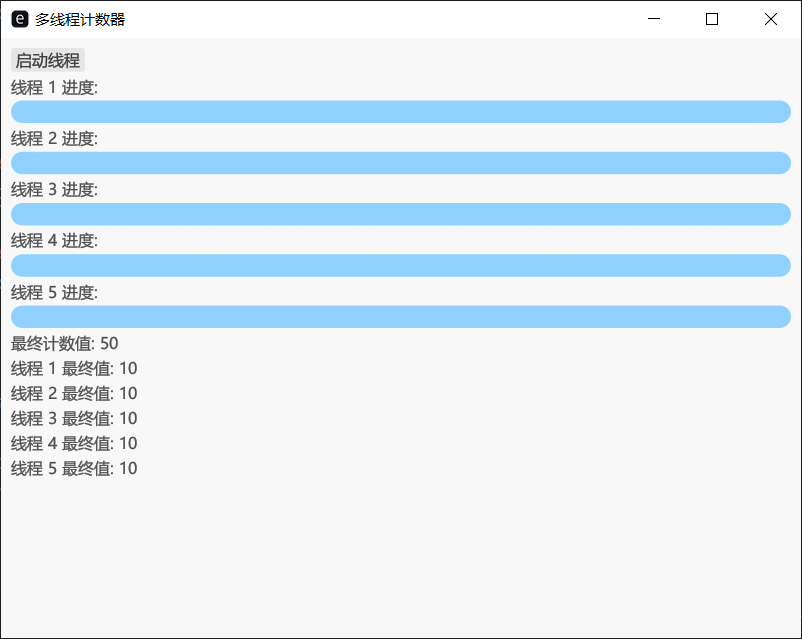 e 多线程计数器
启动线程
线程 1 进度:
线程 2 进度:
线程 3 进度:
线程 4 进度:
线程 5 进度:
最终计数值: 50
线程 1 最终值: 10
线程 2 最终值: 10
线程 3 最终值: 10
线程 4 最终值: 10
线程 5 最终值: 10